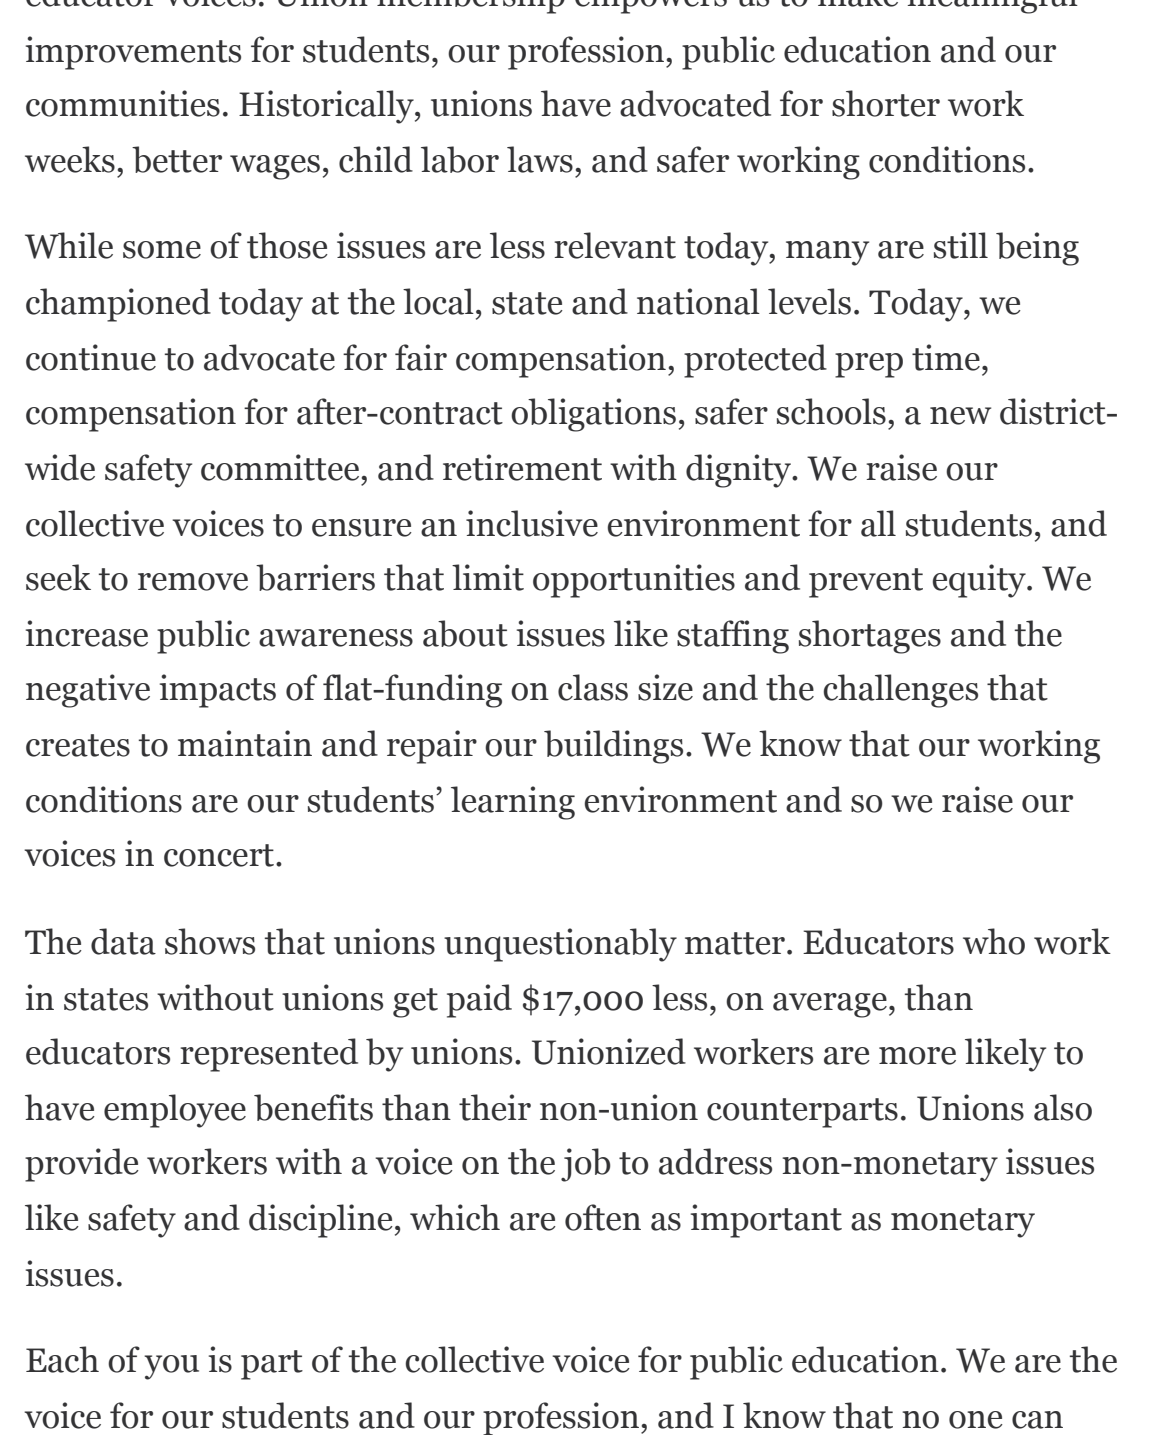 educator voices. Union membership empowers us to make meaningful
improvements for students, our profession, public education and our
communities. Historically, unions have advocated for shorter work
weeks, better wages, child labor laws, and safer working conditions.
While some of those issues are less relevant today, many are still being
championed today at the local, state and national levels. Today, we
continue to advocate for fair compensation, protected prep time,
compensation for after-contract obligations, safer schools, a new district-
wide safety committee, and retirement with dignity. We raise our
collective voices to ensure an inclusive environment for all students, and
seek to remove barriers that limit opportunities and prevent equity. We
increase public awareness about issues like staffing shortages and the
negative impacts of flat-funding on class size and the challenges that
creates to maintain and repair our buildings. We know that our working
conditions are our students’ learning environment and so we raise our
voices in concert.
The data shows that unions unquestionably matter. Educators who work
in states without unions get paid $17,000 less, on average, than
educators represented by unions. Unionized workers are more likely to
have employee benefits than their non-union counterparts. Unions also
provide workers with a voice on the job to address non-monetary issues
like safety and discipline, which are often as important as monetary
issues.
Each of you is part of the collective voice for public education. We are the
voice for our students and our profession, and I know that no one can